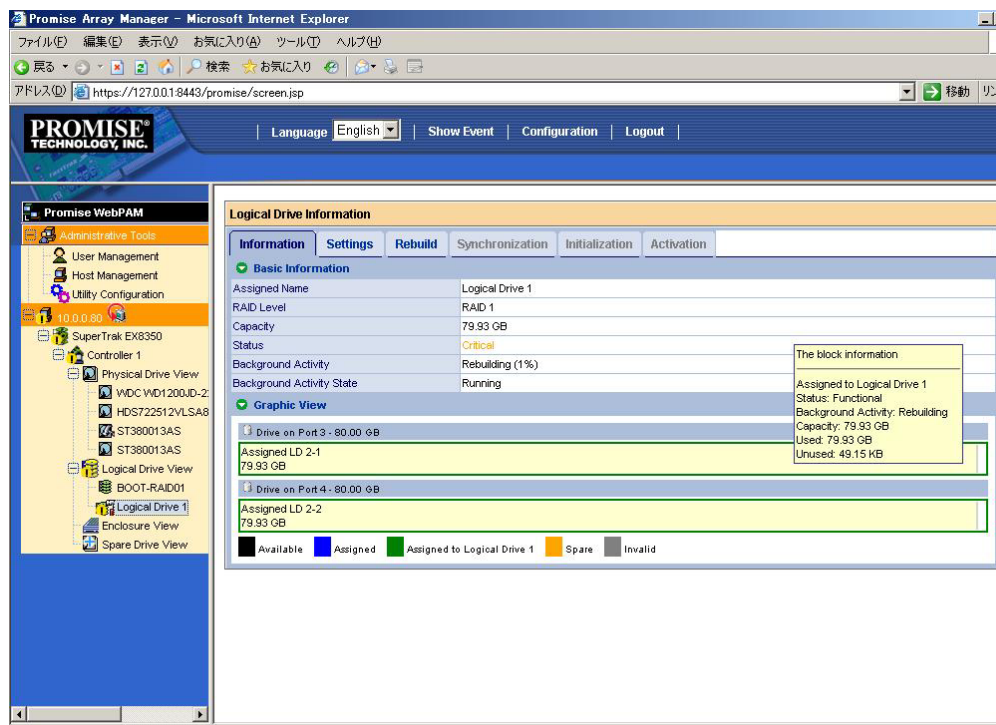 Promise Array Manager - Microsoft Internet Explorer
ファイル(F) 編集(E) 表示(V) お気に入り(A) ツール(T) ヘルプ(H)
戻る 検索 お気に入り
アドレス(D) https://127.0.0.1:8443/promise/screen.jsp 移動
PROMISE®
TECHNOLOGY, INC.
| Language English | Show Event | Configuration | Logout |
Promise WebPAM
Administrative Tools
User Management
Host Management
Utility Configuration
10.0.0.80
SuperTrak EX8350
Controller 1
Physical Drive View
WDC WD1200JD-2
HDS722512VLSA8
ST380013AS
ST380013AS
Logical Drive View
BOOT-RAID01
Logical Drive 1
Enclosure View
Spare Drive View
Logical Drive Information
Information Settings Rebuild Synchronization Initialization Activation
Basic Information
Assigned Name Logical Drive 1
RAID Level RAID 1
Capacity 79.93 GB
Status Critical
Background Activity Rebuilding (1%)
Background Activity State Running
The block information
Assigned to Logical Drive 1
Status: Functional
Background Activity: Rebuilding
Capacity: 79.93 GB
Used: 79.93 GB
Unused: 49.15 KB
Graphic View
Drive on Port 3 - 80.00 GB
Assigned LD 2-1
79.93 GB
Drive on Port 4 - 80.00 GB
Assigned LD 2-2
79.93 GB
Available Assigned Assigned to Logical Drive 1 Spare Invalid